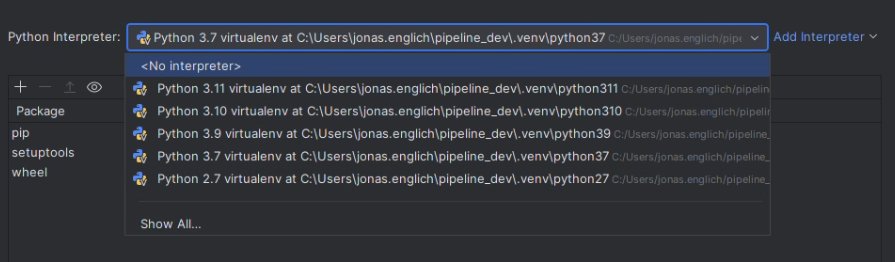 Python Interpreter: Python 3.7 virtualenv at C:\Users\jonas.englich\pipeline_dev\.venv\python37 C:/Users/jonas.englich/pipe Add Interpreter
<No interpreter>
Python 3.11 virtualenv at C:\Users\jonas.englich\pipeline_dev\.venv\python311 C:/Users/jonas.englich/pipelin
Python 3.10 virtualenv at C:\Users\jonas.englich\pipeline_dev\.venv\python310 C:/Users/jonas.englich/pipelin
Python 3.9 virtualenv at C:\Users\jonas.englich\pipeline_dev\.venv\python39 C:/Users/jonas.englich/pipeline_
Python 3.7 virtualenv at C:\Users\jonas.englich\pipeline_dev\.venv\python37 C:/Users/jonas.englich/pipeline_
Python 2.7 virtualenv at C:\Users\jonas.englich\pipeline_dev\.venv\python27 C:/Users/jonas.englich/pipeline_
Show All...
Package
pip
setuptools
wheel